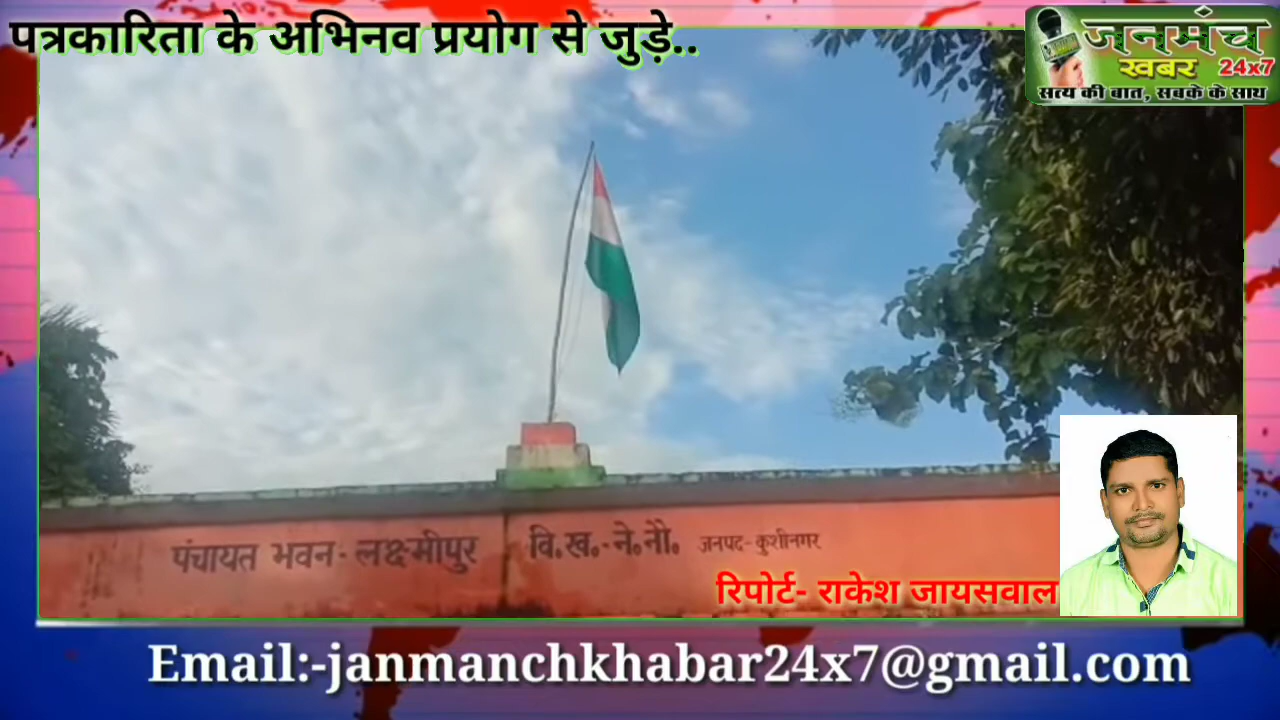 पत्रकारिता के अभिनव प्रयोग से जुड़े..
जनमंच
खबर 24x7
सत्य की बात, सबके के साथ
पंचायत भवन-लक्ष्मीपुर वि.ख.-ने.नौ. जनपद-कुशीनगर
रिपोर्ट- राकेश जायसवाल
Email:-janmanchkhabar24x7@gmail.com